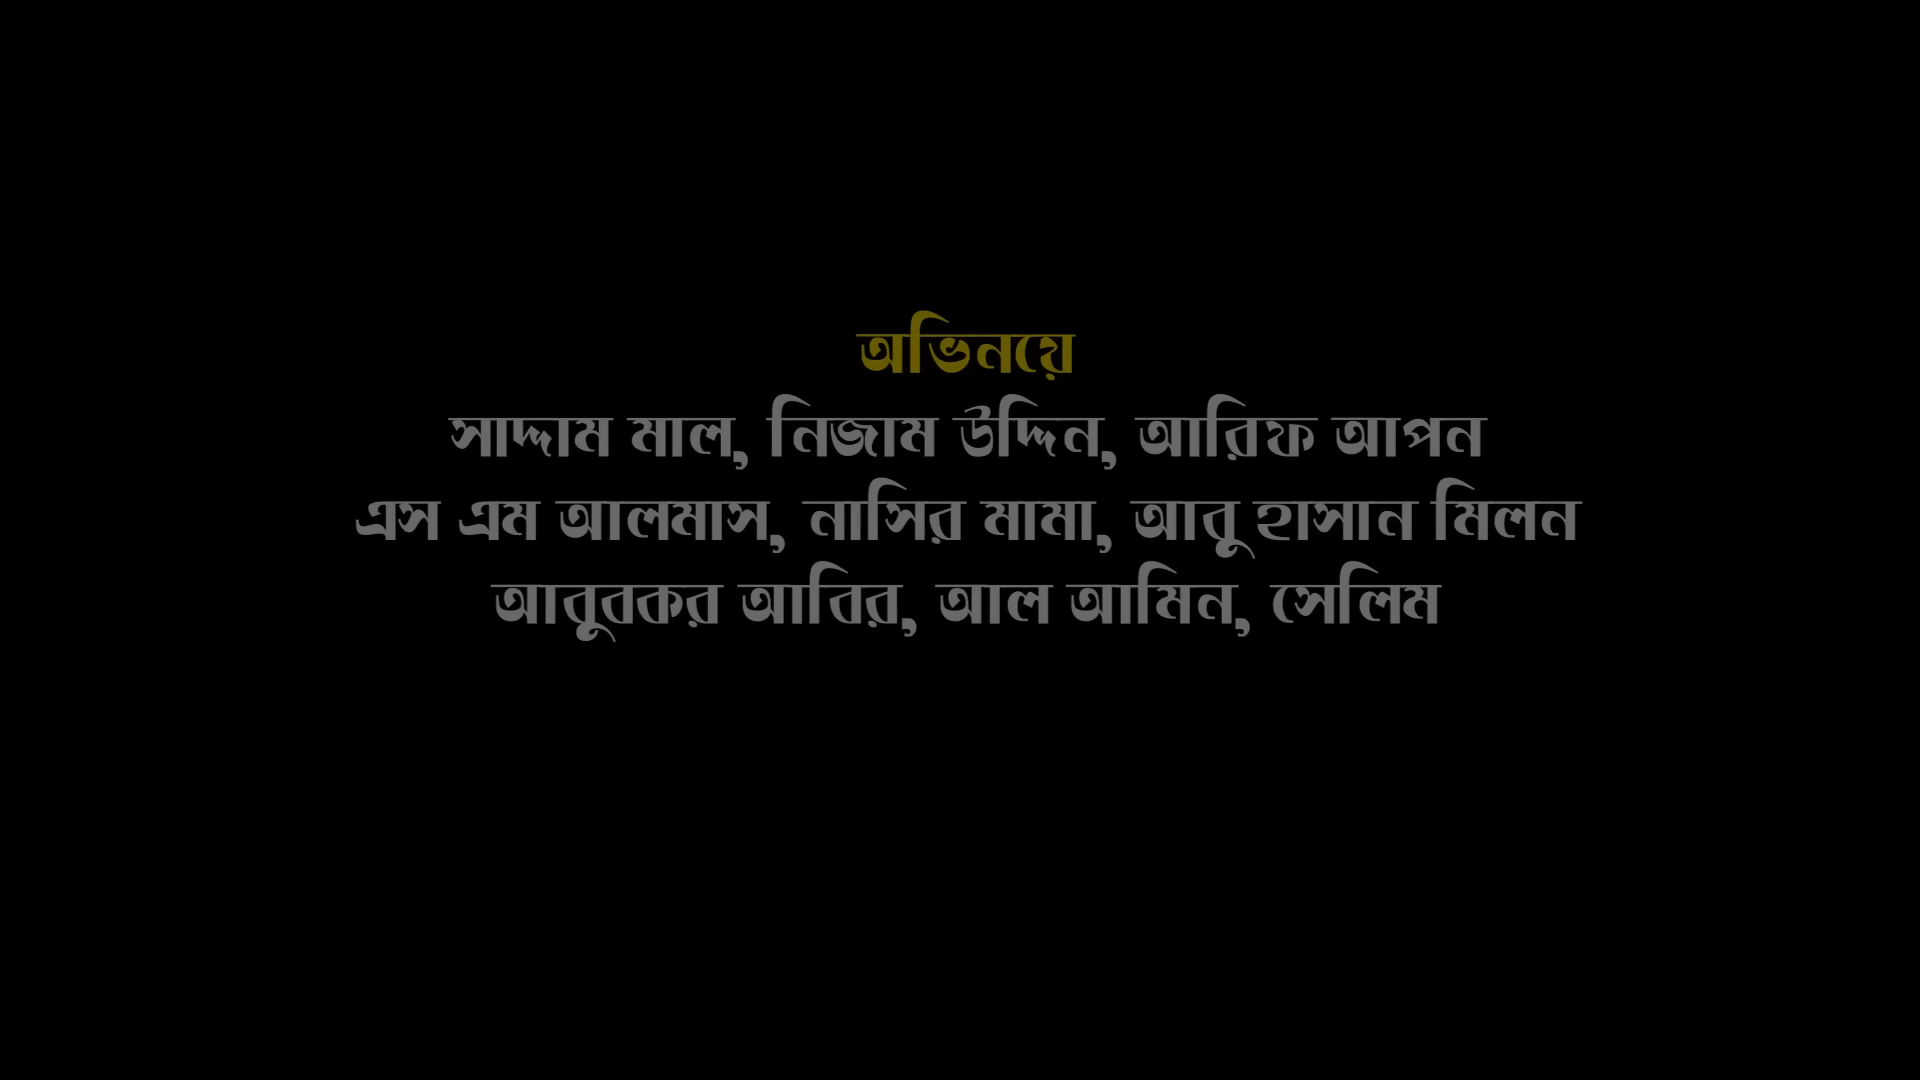 অভিনয়ে
সাদ্দাম মাল, নিজাম উদ্দিন, আরিফ আপন
এস এম আলমাস, নাসির মামা, আবু হাসান মিলন
আবুবকর আবির, আল আমিন, সেলিম